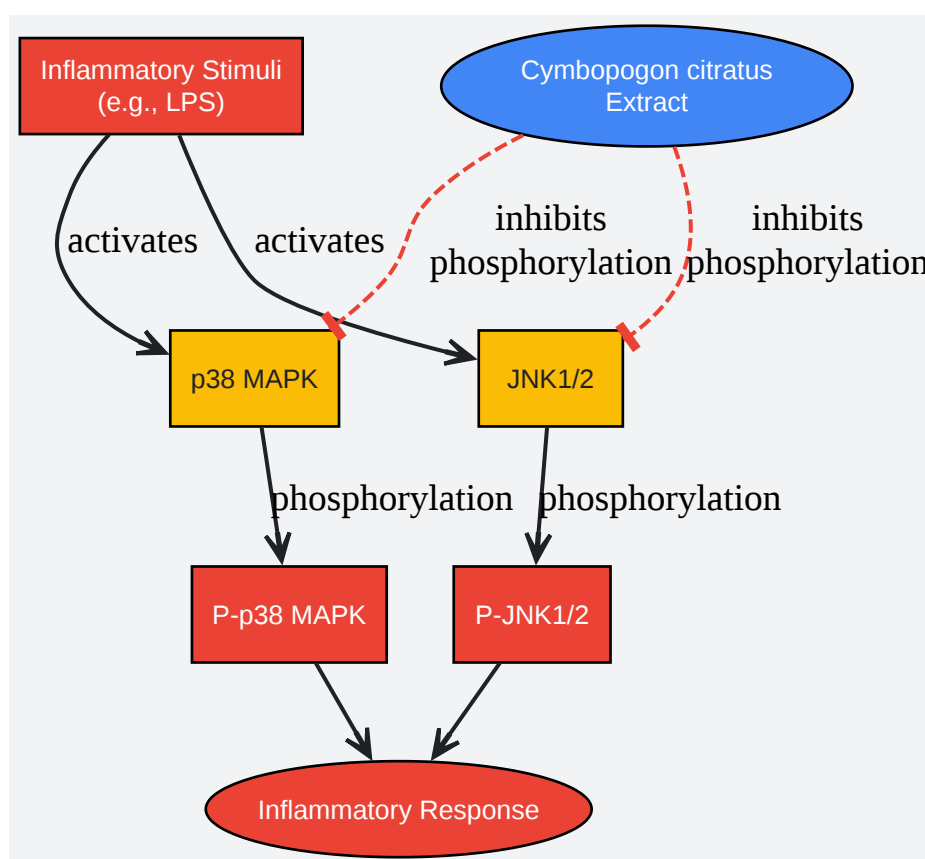 Inflammatory Stimuli
(e.g., LPS)
Cymbopogon citratus
Extract
activates
activates
inhibits
phosphorylation
inhibits
phosphorylation
p38 MAPK
JNK1/2
phosphorylation
phosphorylation
P-p38 MAPK
P-JNK1/2
Inflammatory Response